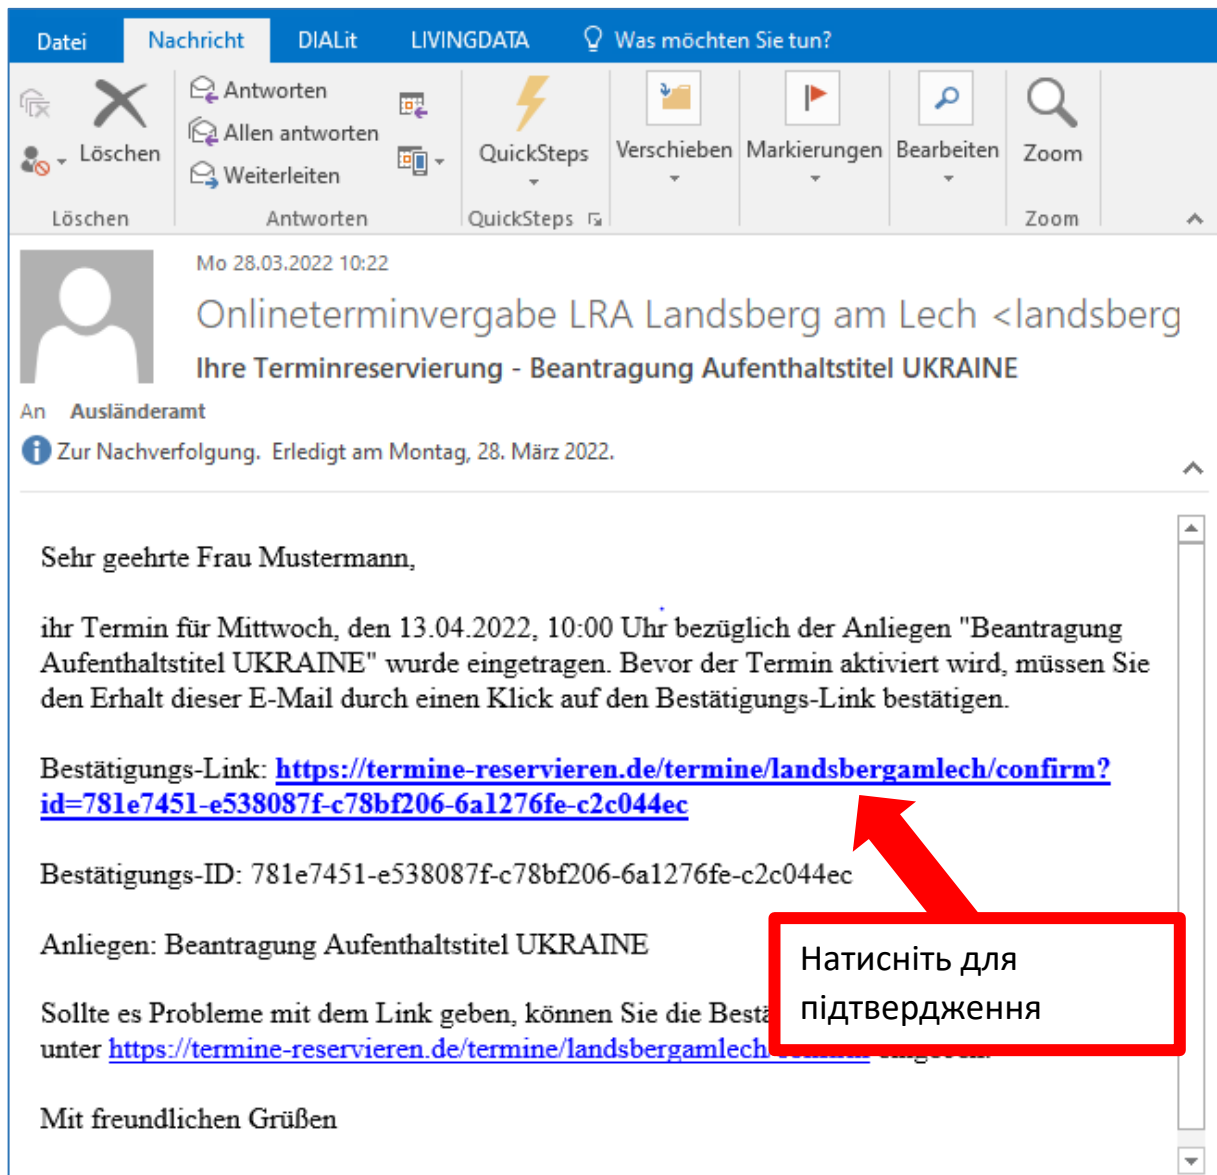 Datei Nachricht DIALit LIVINGDATA Was möchten Sie tun?
Löschen
Antworten
Allen antworten
Weiterleiten
QuickSteps
Verschieben
Markierungen
Bearbeiten
Zoom
Löschen Antworten QuickSteps Zoom
Mo 28.03.2022 10:22
Onlineterminvergabe LRA Landsberg am Lech <landsberg
Ihre Terminreservierung - Beantragung Aufenthaltstitel UKRAINE
An Ausländeramt
Zur Nachverfolgung. Erledigt am Montag, 28. März 2022.
Sehr geehrte Frau Mustermann,
ihr Termin für Mittwoch, den 13.04.2022, 10:00 Uhr bezüglich der Anliegen "Beantragung
Aufenthaltstitel UKRAINE" wurde eingetragen. Bevor der Termin aktiviert wird, müssen Sie
den Erhalt dieser E-Mail durch einen Klick auf den Bestätigungs-Link bestätigen.
Bestätigungs-Link: https://termine-reservieren.de/termine/landsbergamlech/confirm?
id=781e7451-e538087f-c78bf206-6a1276fe-c2c044ec
Bestätigungs-ID: 781e7451-e538087f-c78bf206-6a1276fe-c2c044ec
Anliegen: Beantragung Aufenthaltstitel UKRAINE
Натисніть для
підтвердження
Sollte es Probleme mit dem Link geben, können Sie die
unter https://termine-reservieren.de/termine/landsbergamlech/
Mit freundlichen Grüßen